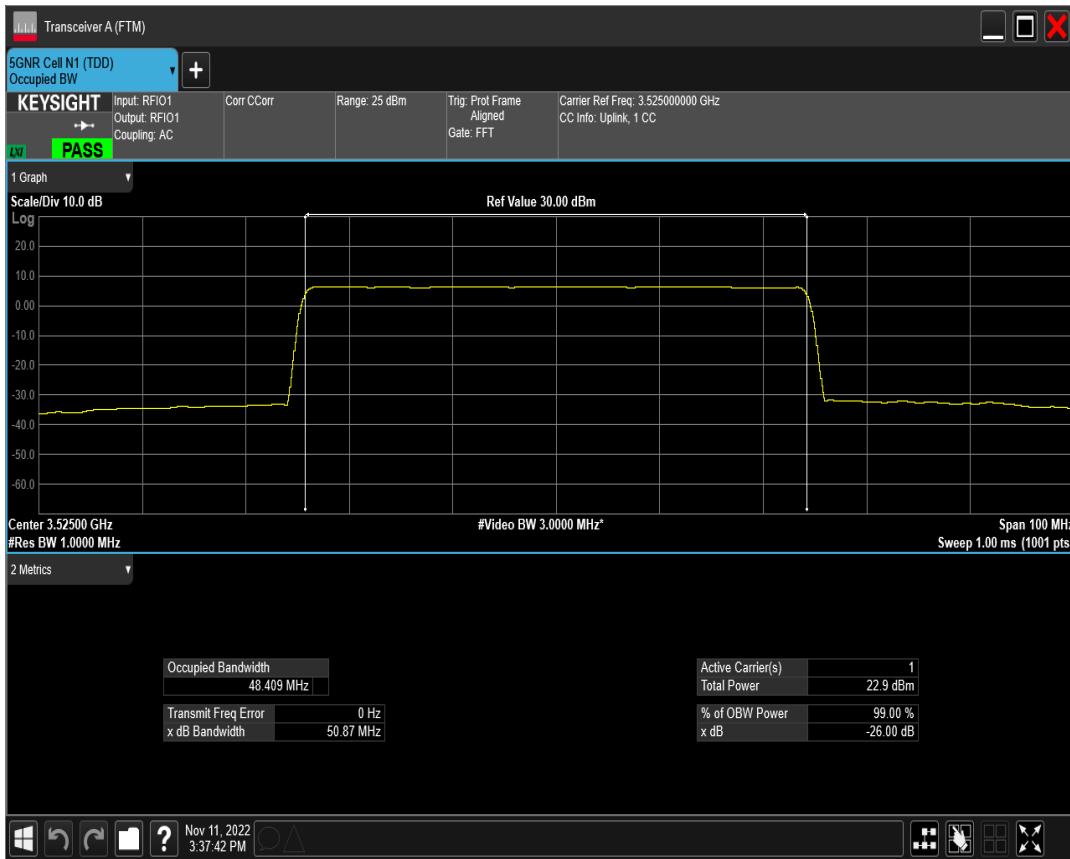 Transceiver A (FTM)
5GNR Cell N1 (TDD)
Occupied BW
+
KEYSIGHT
Input: RFIO1
Output: RFIO1
Coupling: AC
Corr CCorr
Range: 25 dBm
Trig: Prot Frame
Aligned
Gate: FFT
Carrier Ref Freq: 3.525000000 GHz
CC Info: Uplink, 1 CC
LXI
PASS
1 Graph
Scale/Div 10.0 dB
Ref Value 30.00 dBm
Log
20.0
10.0
0.00
-10.0
-20.0
-30.0
-40.0
-50.0
-60.0
Center 3.52500 GHz
#Video BW 3.0000 MHz*
Span 100 MHz
#Res BW 1.0000 MHz
Sweep 1.00 ms (1001 pts
2 Metrics
Occupied Bandwidth
48.409 MHz
Transmit Freq Error 0 Hz
x dB Bandwidth 50.87 MHz
Active Carrier(s) 1
Total Power 22.9 dBm
% of OBW Power 99.00 %
x dB -26.00 dB
?
Nov 11, 2022
3:37:42 PM